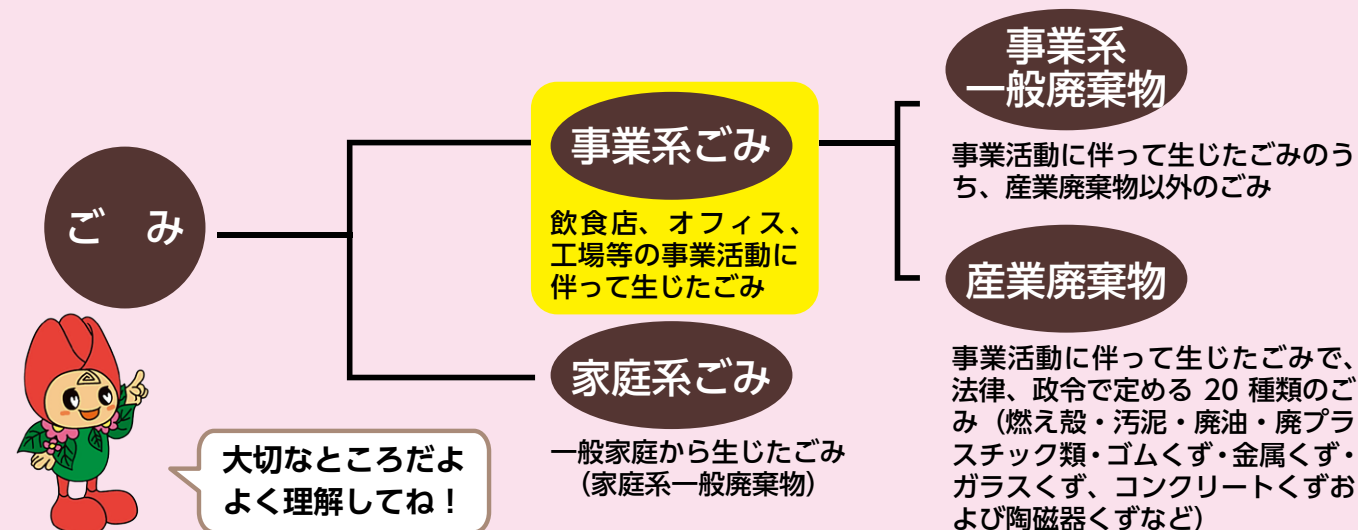 ご み
事業系ごみ
飲食店、オフィス、
工場等の事業活動に
伴って生じたごみ
家庭系ごみ
一般家庭から生じたごみ
（家庭系一般廃棄物）
事業系
一般廃棄物
事業活動に伴って生じたごみのう
ち、産業廃棄物以外のごみ
産業廃棄物
事業活動に伴って生じたごみで、
法律、政令で定める 20 種類のご
み（燃え殻・汚泥・廃油・廃プラ
スチック類・ゴムくず・金属くず・
ガラスくず、コンクリートくずお
よび陶磁器くずなど）
大切なところだよ
よく理解してね！